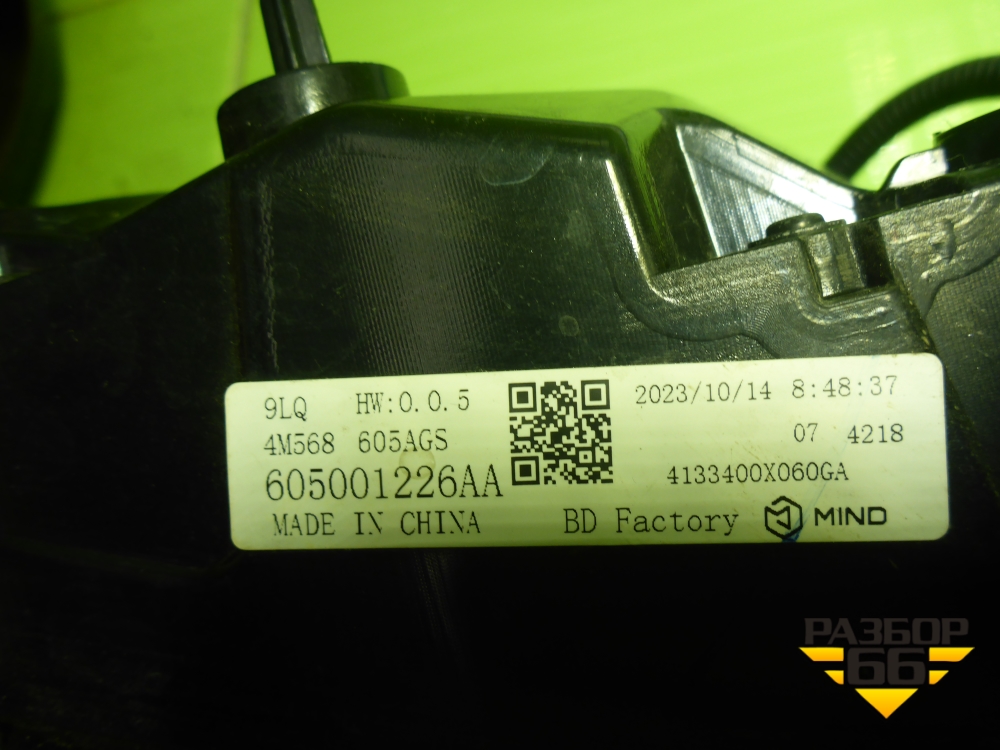 9LQ HW:0.0.5 2023/10/14 8:48:37
4M568 605AGS 07 4218
605001226AA 4133400X060GA
MADE IN CHINA BD Factory MIND
РАЗБОР
66